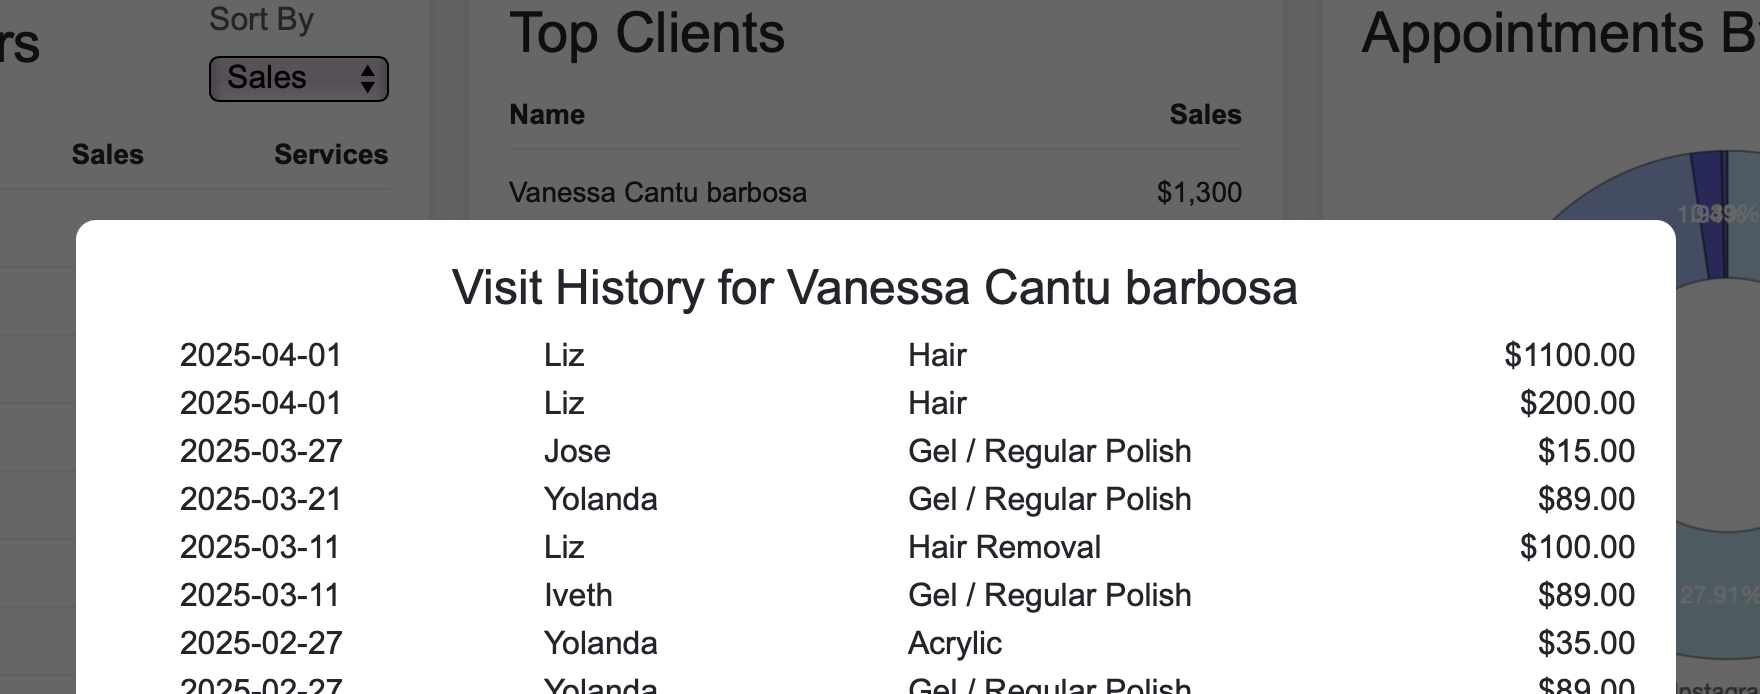 rs
Sort By
Sales
Sales Services
Top Clients
Name Sales
Vanessa Cantu barbosa $1,300
Appointments B
Visit History for Vanessa Cantu barbosa
2025-04-01 Liz Hair $1100.00
2025-04-01 Liz Hair $200.00
2025-03-27 Jose Gel / Regular Polish $15.00
2025-03-21 Yolanda Gel / Regular Polish $89.00
2025-03-11 Liz Hair Removal $100.00
2025-03-11 Iveth Gel / Regular Polish $89.00
2025-02-27 Yolanda Acrylic $35.00
2025-02-27 Yolanda Gel / Regular Polish $89.00
27.91%